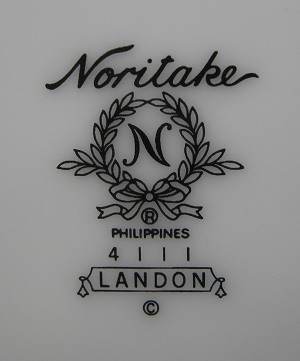 Noritake
N
®
PHILIPPINES
4111
LANDON
©